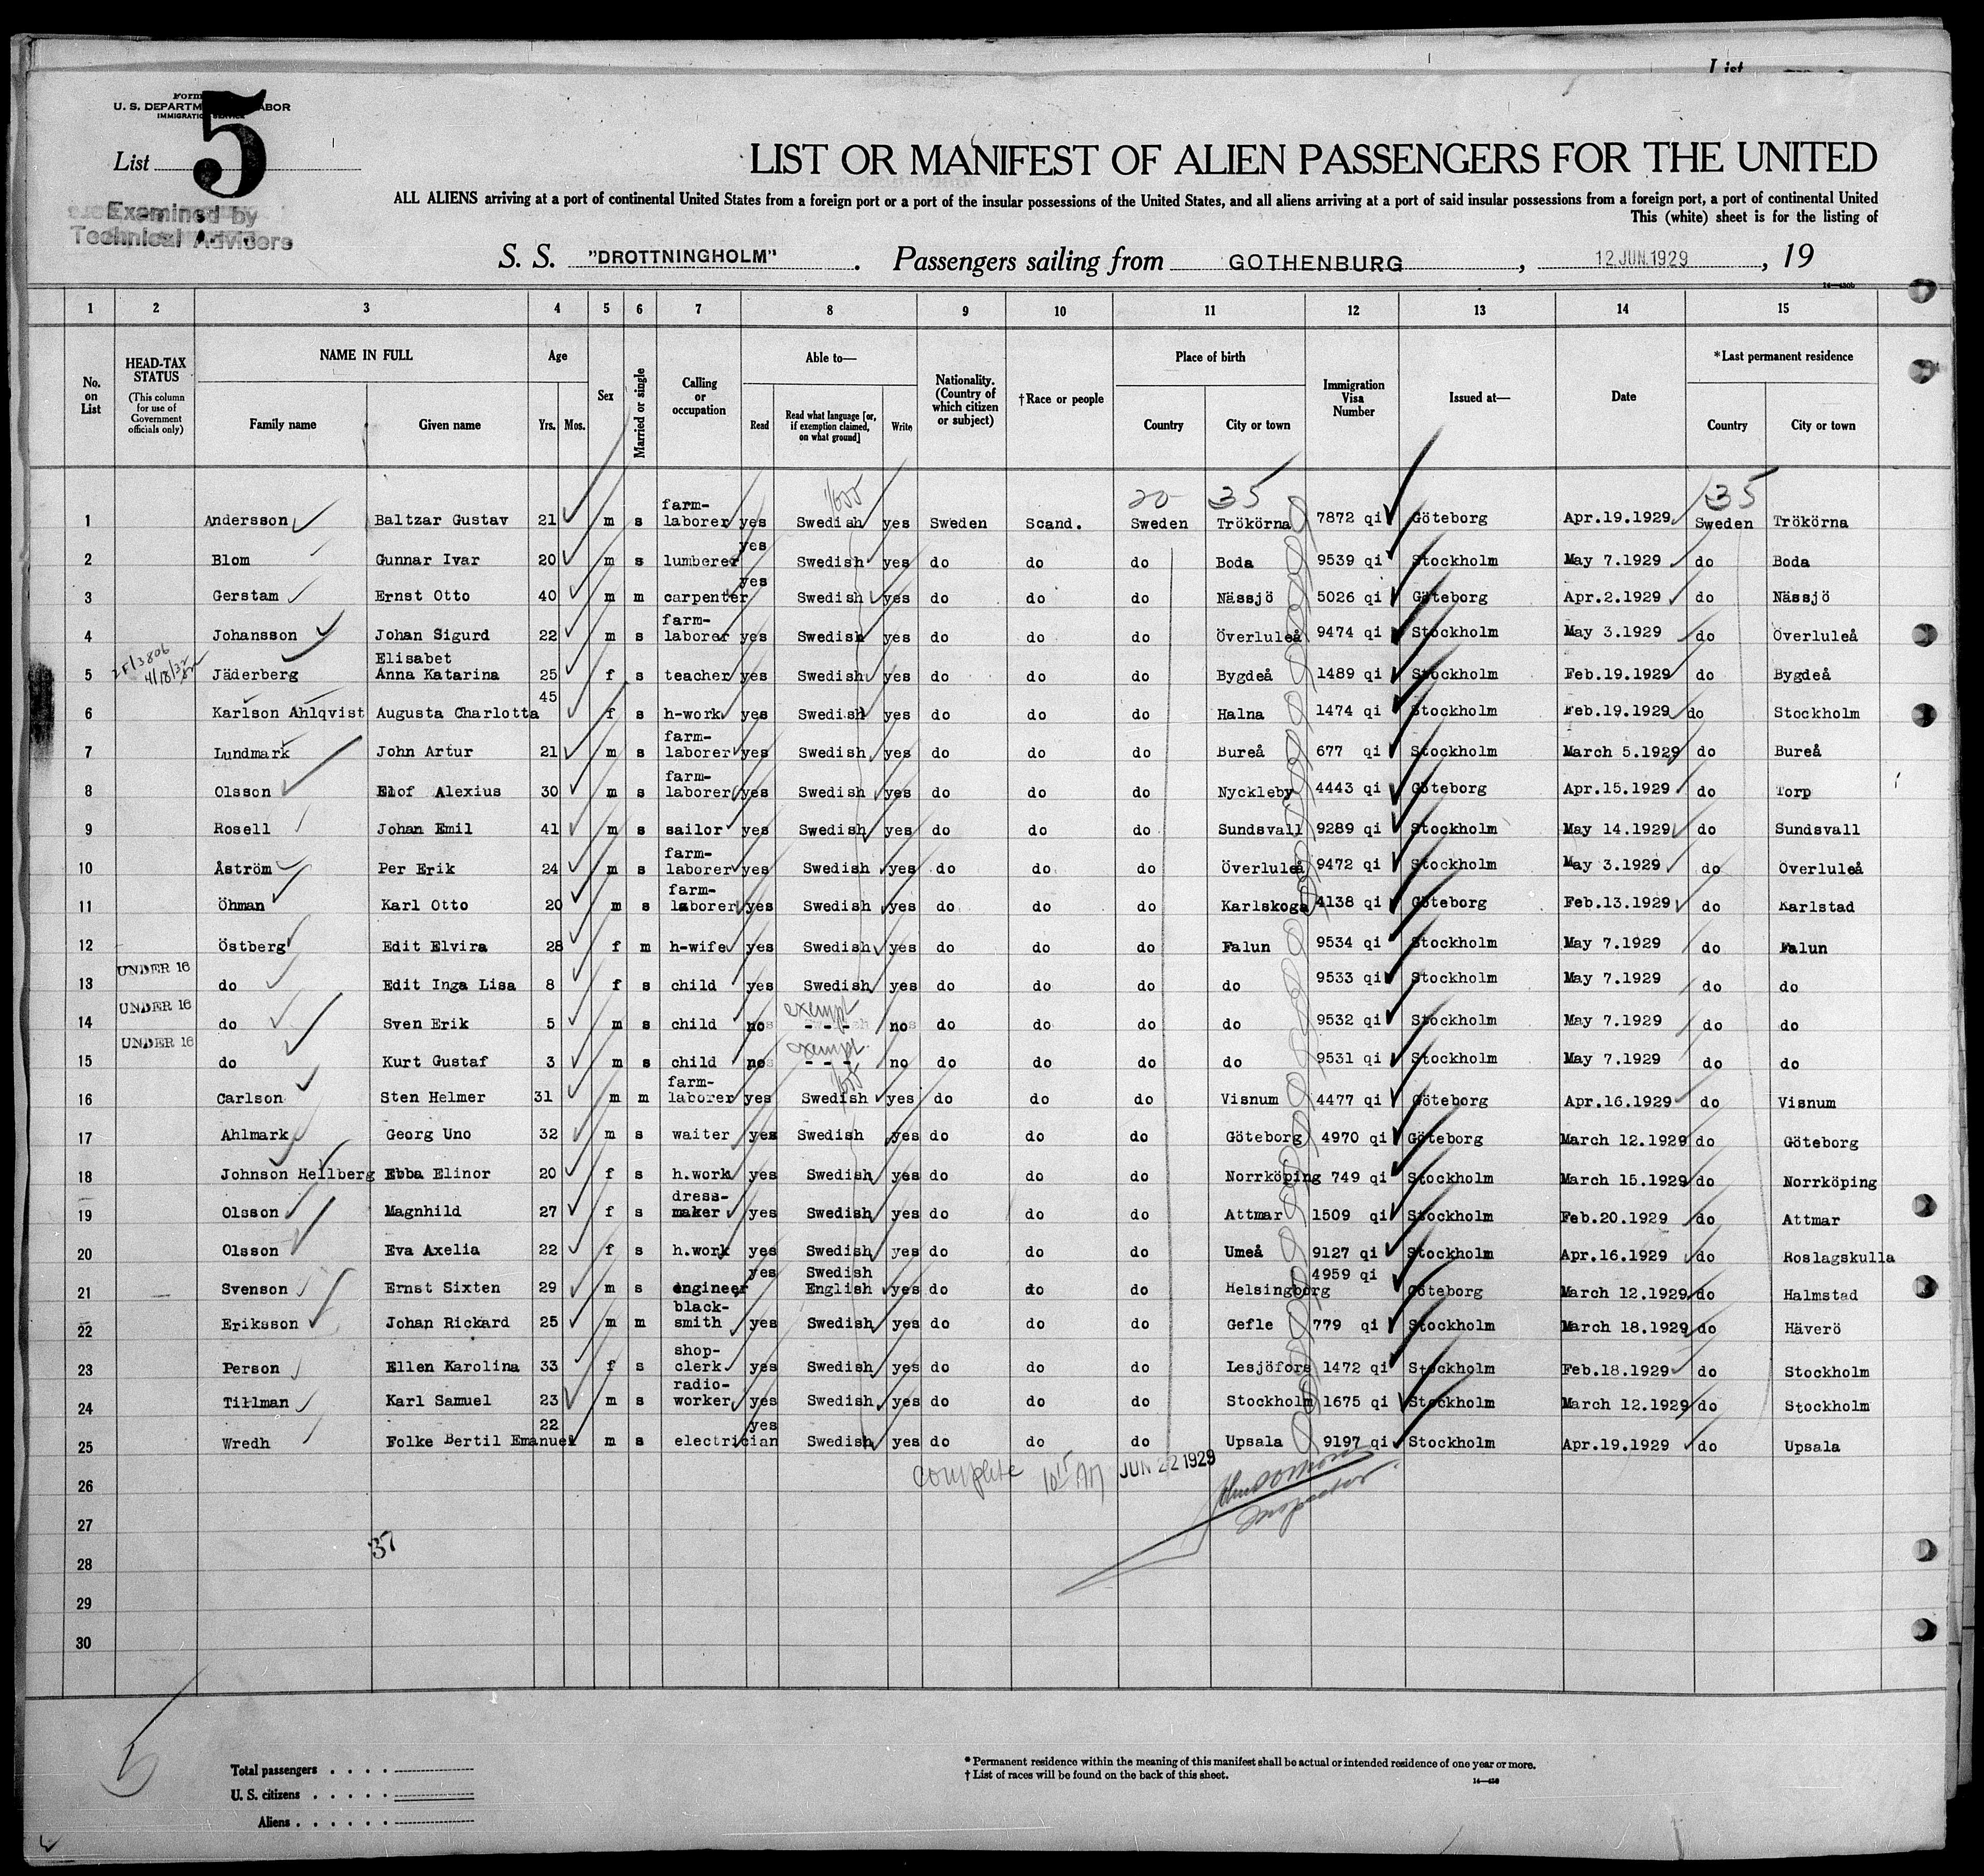 List
Form
U. S. DEPARTM ABOR
IMMIGRATION SERVICE
List 5
LIST OR MANIFEST OF ALIEN PASSENGERS FOR THE UNITED
Examined by
Technical Advisers
ALL ALIENS arriving at a port of continental United States from a foreign port or a port of the insular possessions of the United States, and all aliens arriving at a port of said insular possessions from a foreign port, a port of continental United
This (white) sheet is for the listing of
S. S. "DROTTNINGHOLM" . Passengers sailing from GOTHENBURG , 12 JUN. 1929 , 19
14—430b
1 2 3 4 5 6 7 8 9 10 11 12 13 14 15
No. on List
HEAD-TAX STATUS
(This column for use of Government officials only)
NAME IN FULL
Family name Given name
Age
Yrs. Mos.
Sex
Married or single
Calling or occupation
Able to—
Read Read what language [or, if exemption claimed, on what ground] Write
Nationality. (Country of which citizen or subject)
†Race or people
Place of birth
Country City or town
Immigration Visa Number
Issued at—
Date
*Last permanent residence
Country City or town
20 35 35
1 Andersson Baltzar Gustav 21 m s farm-laborer yes Swedish yes Sweden Scand. Sweden Trökörna 7872 qi Göteborg Apr.19.1929 Sweden Trökörna
2 Blom Gunnar Ivar 20 m s lumberer yes Swedish yes do do do Boda 9539 qi Stockholm May 7.1929 do Boda
3 Gerstam Ernst Otto 40 m m carpenter yes Swedish yes do do do Nässjö 5026 qi Göteborg Apr.2.1929 do Nässjö
4 Johansson Johan Sigurd 22 m s farm-laborer yes Swedish yes do do do Överluleå 9474 qi Stockholm May 3.1929 do Överluleå
4/18/32
5 Jäderberg Elisabet Anna Katarina 25 f s teacher yes Swedish yes do do do Bygdeå 1489 qi Stockholm Feb.19.1929 do Bygdeå
6 Karlson Ahlqvist Augusta Charlotta 45 f s h-work yes Swedish yes do do do Halna 1474 qi Stockholm Feb.19.1929 do Stockholm
7 Lundmark John Artur 21 m s farm-laborer yes Swedish yes do do do Bureå 677 qi Stockholm March 5.1929 do Bureå
8 Olsson Elof Alexius 30 m s farm-laborer yes Swedish yes do do do Nyckleby 4443 qi Göteborg Apr.15.1929 do Torp
9 Rosell Johan Emil 41 m s sailor yes Swedish yes do do do Sundsvall 9289 qi Stockholm May 14.1929 do Sundsvall
10 Åström Per Erik 24 m s farm-laborer yes Swedish yes do do do Överluleå 9472 qi Stockholm May 3.1929 do Överluleå
11 Öhman Karl Otto 20 m s farm-laborer yes Swedish yes do do do Karlskoga 4138 qi Göteborg Feb.13.1929 do Karlstad
12 Östberg Edit Elvira 28 f m h-wife yes Swedish yes do do do Falun 9534 qi Stockholm May 7.1929 do Falun
13 UNDER 16 do Edit Inga Lisa 8 f s child yes Swedish yes do do do do 9533 qi Stockholm May 7.1929 do do
14 UNDER 16 do Sven Erik 5 m s child no exempt - - - no do do do do 9532 qi Stockholm May 7.1929 do do
15 UNDER 16 do Kurt Gustaf 3 m s child no exempt - - - no do do do do 9531 qi Stockholm May 7.1929 do do
16 Carlson Sten Helmer 31 m m farm-laborer yes Swedish yes do do do Visnum 4477 qi Göteborg Apr.16.1929 do Visnum
17 Ahlmark Georg Uno 32 m s waiter yes Swedish yes do do do Göteborg 4970 qi Göteborg March 12.1929 do Göteborg
18 Johnson Hellberg Ebba Elinor 20 f s h.work yes Swedish yes do do do Norrköping 749 qi Stockholm March 15.1929 do Norrköping
19 Olsson Magnhild 27 f s dress-maker yes Swedish yes do do do Attmar 1509 qi Stockholm Feb.20.1929 do Attmar
20 Olsson Eva Axelia 22 f s h.work yes Swedish yes do do do Umeå 9127 qi Stockholm Apr.16.1929 do Roslagskulla
21 Svenson Ernst Sixten 29 m s engineer yes Swedish English yes do do do Helsingborg 4959 qi Göteborg March 12.1929 do Halmstad
22 Eriksson Johan Rickard 25 m m black-smith yes Swedish yes do do do Gefle 779 qi Stockholm March 18.1929 do Häverö
23 Person Ellen Karolina 33 f s shop-clerk yes Swedish yes do do do Lesjöfors 1472 qi Stockholm Feb.18.1929 do Stockholm
24 Tillman Karl Samuel 23 m s radio-worker yes Swedish yes do do do Stockholm 1675 qi Stockholm March 12.1929 do Stockholm
25 Wredh Folke Bertil Emanuel 22 m s electrician yes Swedish yes do do do Upsala 9197 qi Stockholm Apr.19.1929 do Upsala
26 complete 10 15 AM JUN 22 1929
27
28 37
29
30
5
Total passengers . . . .
U. S. citizens . . . . .
Aliens . . . . . .
* Permanent residence within the meaning of this manifest shall be actual or intended residence of one year or more.
† List of races will be found on the back of this sheet.
14—430